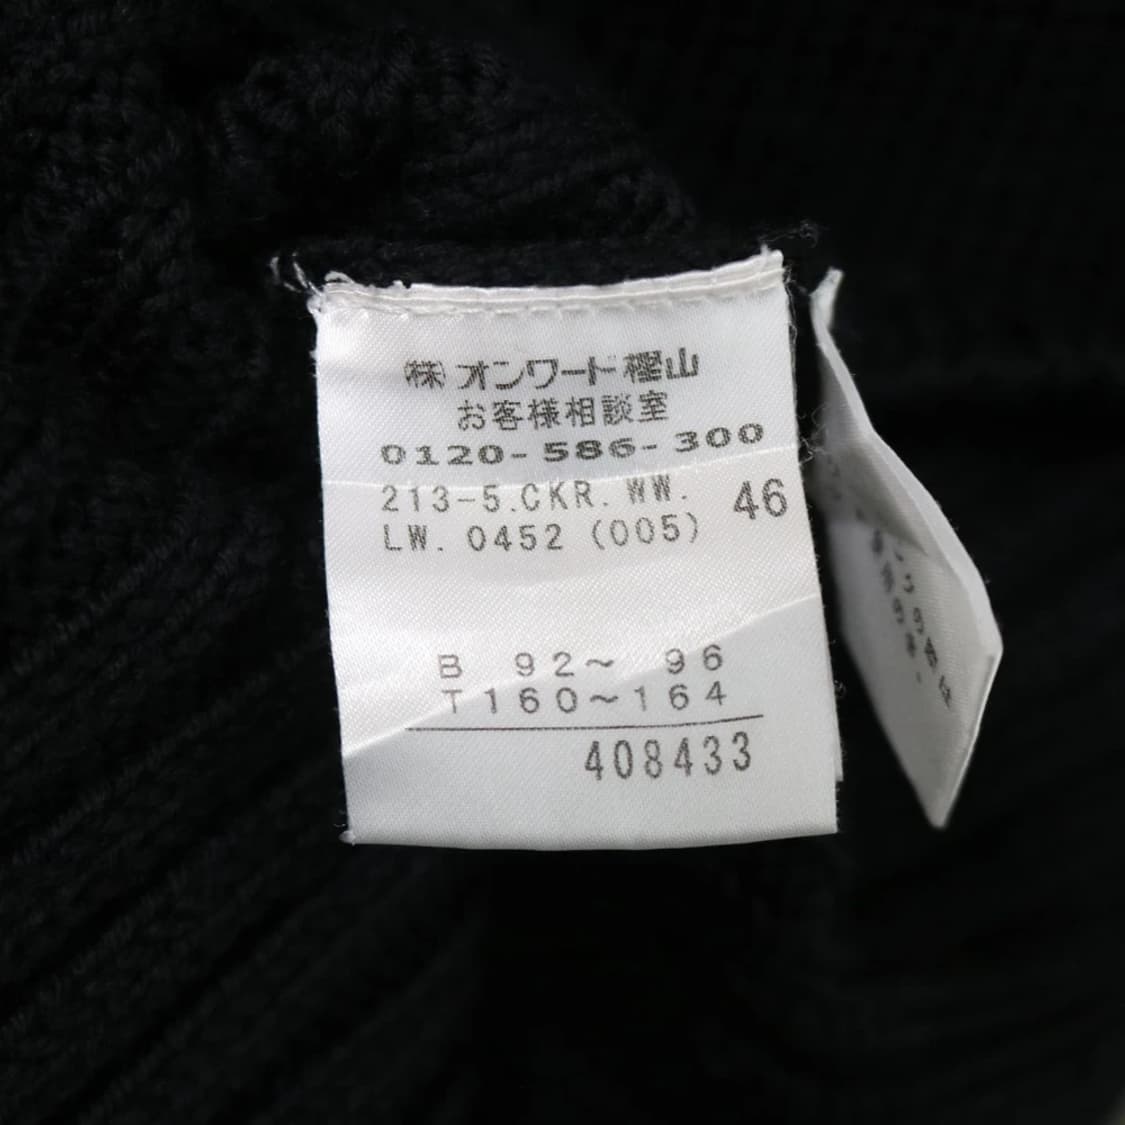 (株)オンワード樫山
お客様相談室
0120-586-300
213-5.CKR.WW.
LW.0452(005)
46
B 92～ 96
T160～164
408433